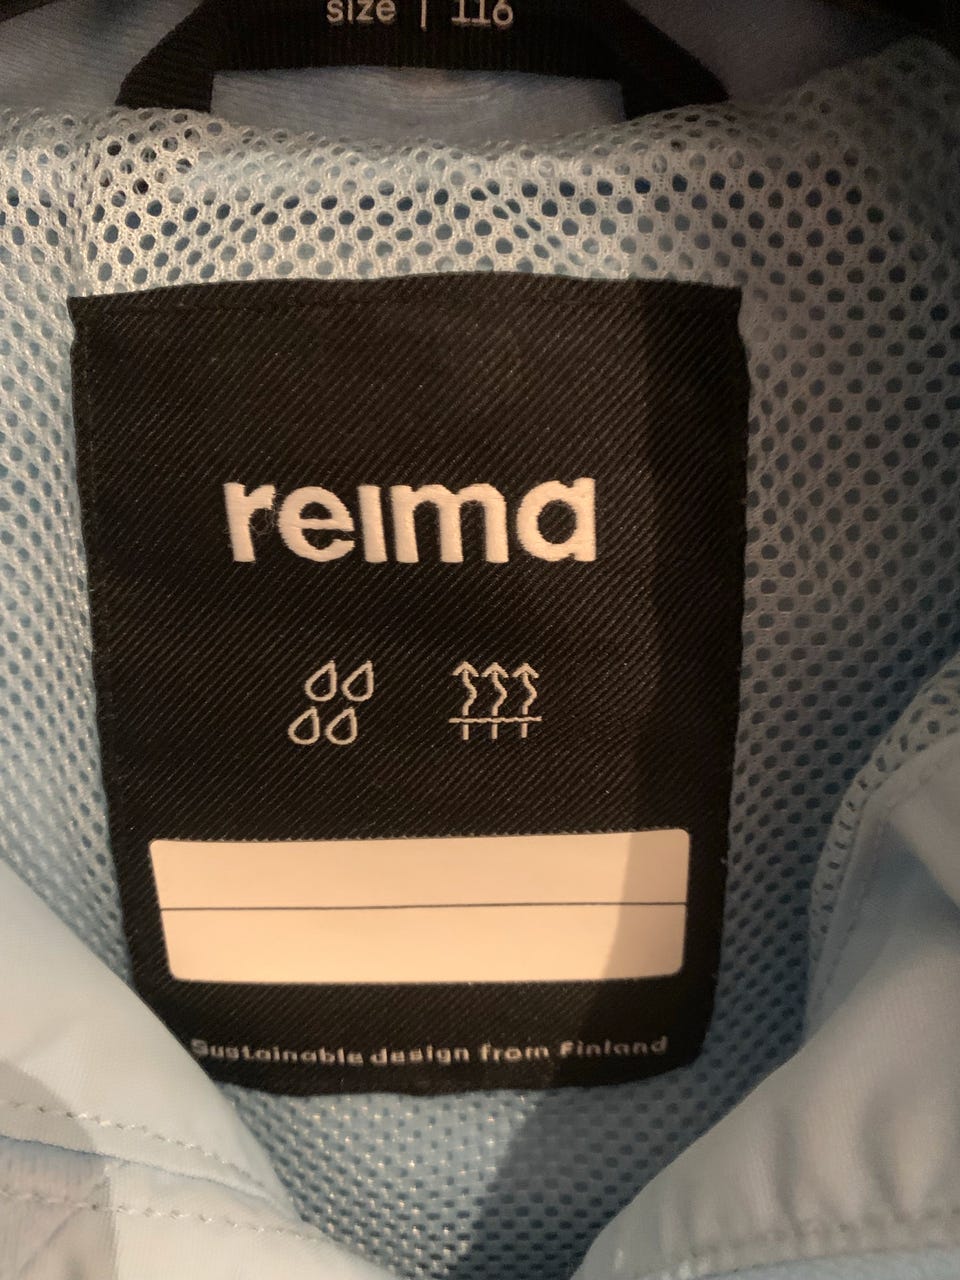 size | 116
reima
Sustainable design from Finland